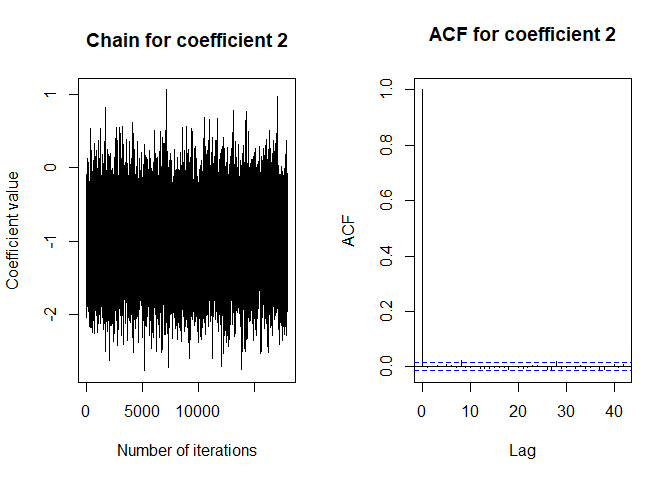 Chain for coefficient 2
Coefficient value
1
0
-1
-2
0 5000 10000
Number of iterations
ACF for coefficient 2
ACF
1.0
0.8
0.6
0.4
0.2
0.0
0 10 20 30 40
Lag